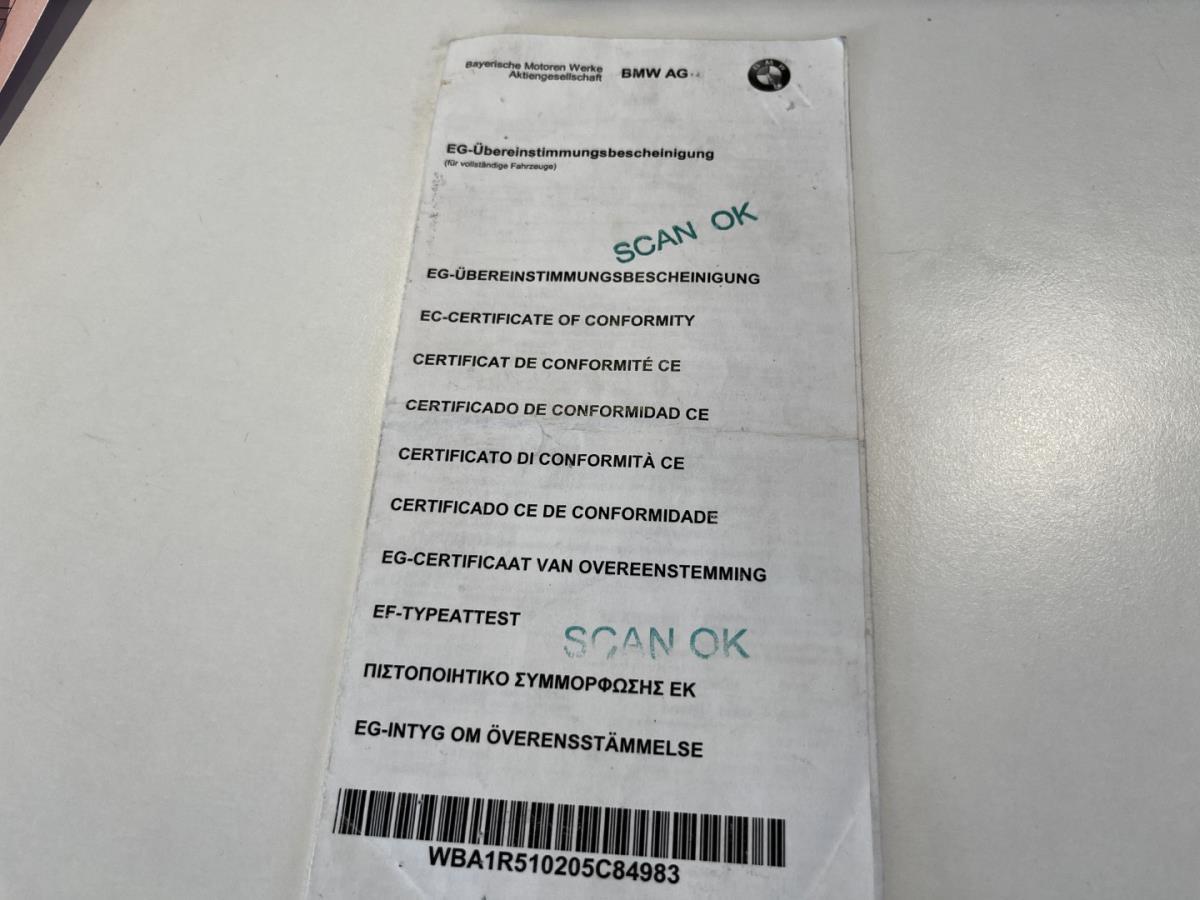 Bayerische Motoren Werke
Aktiengesellschaft
BMW AG
BMW
EG-Übereinstimmungsbescheinigung
(für vollständige Fahrzeuge)
SCAN OK
EG-ÜBEREINSTIMMUNGSBESCHEINIGUNG
EC-CERTIFICATE OF CONFORMITY
CERTIFICAT DE CONFORMITÉ CE
CERTIFICADO DE CONFORMIDAD CE
CERTIFICATO DI CONFORMITÀ CE
CERTIFICADO CE DE CONFORMIDADE
EG-CERTIFICAAT VAN OVEREENSTEMMING
EF-TYPEATTEST
SCAN OK
ΠΙΣΤΟΠΟΙΗΤΙΚΟ ΣΥΜΜΟΡΦΩΣΗΣ ΕΚ
EG-INTYG OM ÖVERENSSTÄMMELSE
WBA1R510205C84983